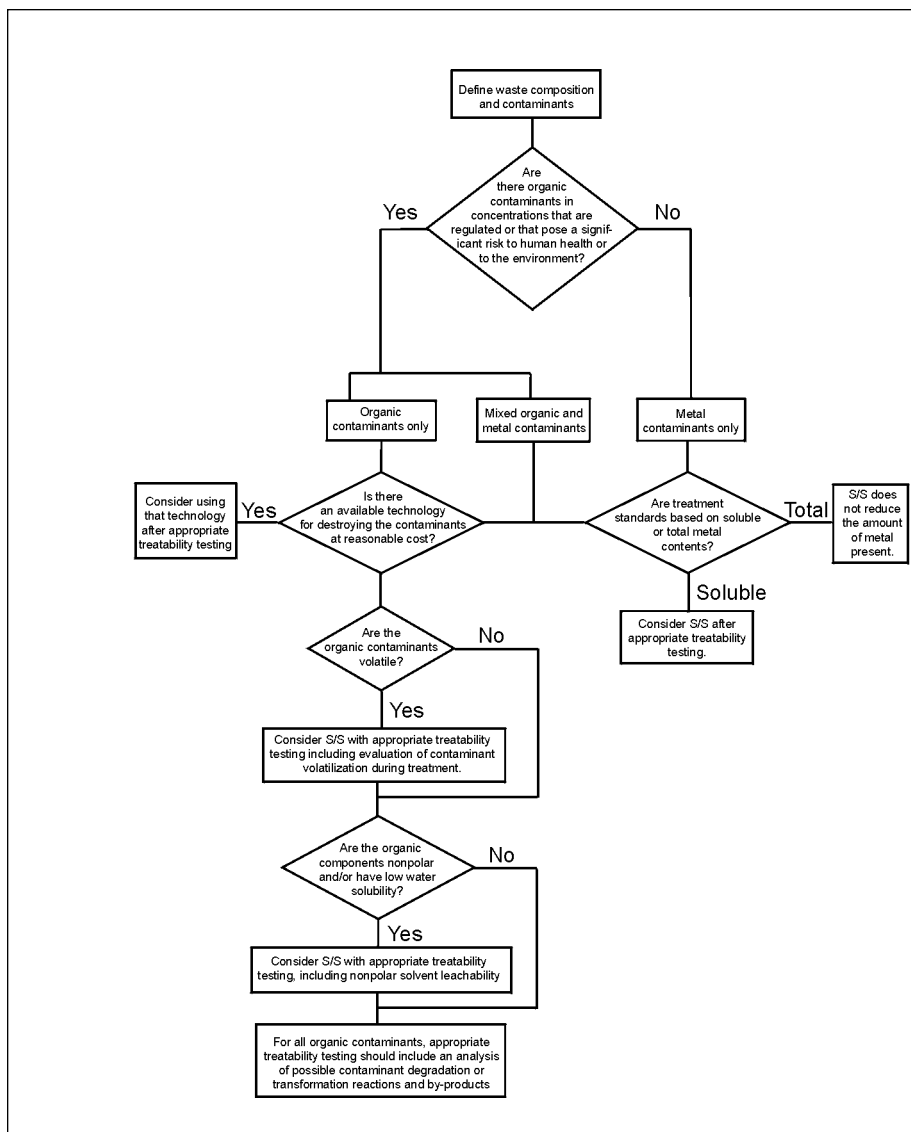 Define waste composition
and contaminants
Are
there organic
contaminants in
concentrations that are
regulated or that pose a signif-
icant risk to human health or
to the environment?
Yes
No
Organic
contaminants only
Mixed organic and
metal contaminants
Metal
contaminants only
Consider using
that technology
after appropriate
treatability testing
Yes
Is there
an available technology
for destroying the contaminants
at reasonable cost?
Are treatment
standards based on soluble
or total metal
contents?
Total
S/S does
not reduce
the amount
of metal
present.
Soluble
Consider S/S after
appropriate treatability
testing.
Are the
organic contaminants
volatile?
No
Yes
Consider S/S with appropriate treatability
testing including evaluation of contaminant
volatilization during treatment.
Are the organic
components nonpolar
and/or have low water
solubility?
No
Yes
Consider S/S with appropriate treatability
testing, including nonpolar solvent leachability
For all organic contaminants, appropriate
treatability testing should include an analysis
of possible contaminant degradation or
transformation reactions and by-products